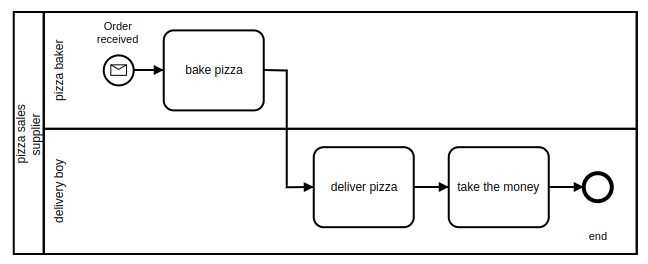 pizza sales
supplier
pizza baker
Order
received
bake pizza
delivery boy
deliver pizza
take the money
end